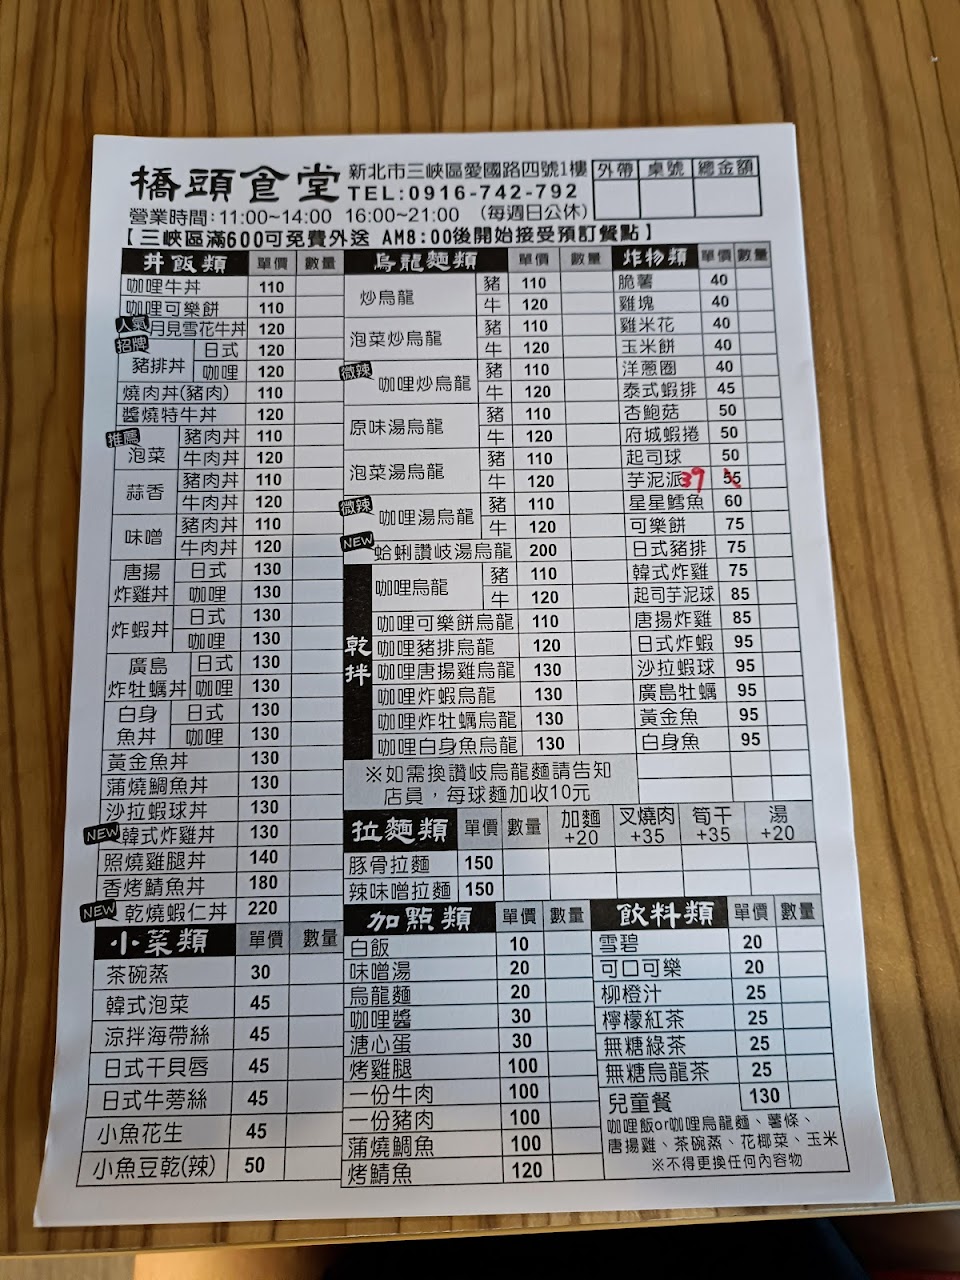 橋頭食堂
新北市三峽區愛國路四號1樓
TEL:0916-742-792
營業時間:11:00~14:00 16:00~21:00 (每週日公休)
外帶 桌號 總金額
【三峽區滿600可免費外送 AM8:00後開始接受預訂餐點】
丼飯類 單價 數量
咖哩牛丼 110
咖哩可樂餅 110
人氣 月見雪花牛丼 120
招牌 豬排丼 日式 120
咖哩 120
燒肉丼(豬肉) 110
醬燒特牛丼 120
推薦 泡菜 豬肉丼 110
牛肉丼 120
蒜香 豬肉丼 110
牛肉丼 120
味噌 豬肉丼 110
牛肉丼 120
唐揚炸雞丼 日式 130
咖哩 130
炸蝦丼 日式 130
咖哩 130
廣島炸牡蠣丼 日式 130
咖哩 130
白身魚丼 日式 130
咖哩 130
黃金魚丼 130
蒲燒鯛魚丼 130
沙拉蝦球丼 130
NEW 韓式炸雞丼 130
照燒雞腿丼 140
香烤鯖魚丼 180
NEW 乾燒蝦仁丼 220
小菜類 單價 數量
茶碗蒸 30
韓式泡菜 45
涼拌海帶絲 45
日式干貝唇 45
日式牛蒡絲 45
小魚花生 45
小魚豆乾(辣) 50
烏龍麵類 單價 數量
炒烏龍 豬 110
牛 120
泡菜炒烏龍 豬 110
牛 120
微辣 咖哩炒烏龍 豬 110
牛 120
原味湯烏龍 豬 110
牛 120
泡菜湯烏龍 豬 110
牛 120
微辣 咖哩湯烏龍 豬 110
牛 120
NEW 蛤蜊讚岐湯烏龍 200
乾拌
咖哩烏龍 豬 110
牛 120
咖哩可樂餅烏龍 110
咖哩豬排烏龍 120
咖哩唐揚雞烏龍 130
咖哩炸蝦烏龍 130
咖哩炸牡蠣烏龍 130
咖哩白身魚烏龍 130
※如需換讚岐烏龍麵請告知
店員，每球麵加收10元
炸物類 單價 數量
脆薯 40
雞塊 40
雞米花 40
玉米餅 40
洋蔥圈 40
泰式蝦排 45
杏鮑菇 50
府城蝦捲 50
起司球 50
芋泥派 39 55
星星鱈魚 60
可樂餅 75
日式豬排 75
韓式炸雞 75
起司芋泥球 85
唐揚炸雞 85
日式炸蝦 95
沙拉蝦球 95
廣島牡蠣 95
黃金魚 95
白身魚 95
拉麵類 單價 數量 加麵+20 叉燒肉+35 筍干+35 湯+20
豚骨拉麵 150
辣味噌拉麵 150
加點類 單價 數量
白飯 10
味噌湯 20
烏龍麵 20
咖哩醬 30
溏心蛋 30
烤雞腿 100
一份牛肉 100
一份豬肉 100
蒲燒鯛魚 100
烤鯖魚 120
飲料類 單價 數量
雪碧 20
可口可樂 20
柳橙汁 25
檸檬紅茶 25
無糖綠茶 25
無糖烏龍茶 25
兒童餐 130
咖哩飯or咖哩烏龍麵、薯條、
唐揚雞、茶碗蒸、花椰菜、玉米
※不得更換任何內容物